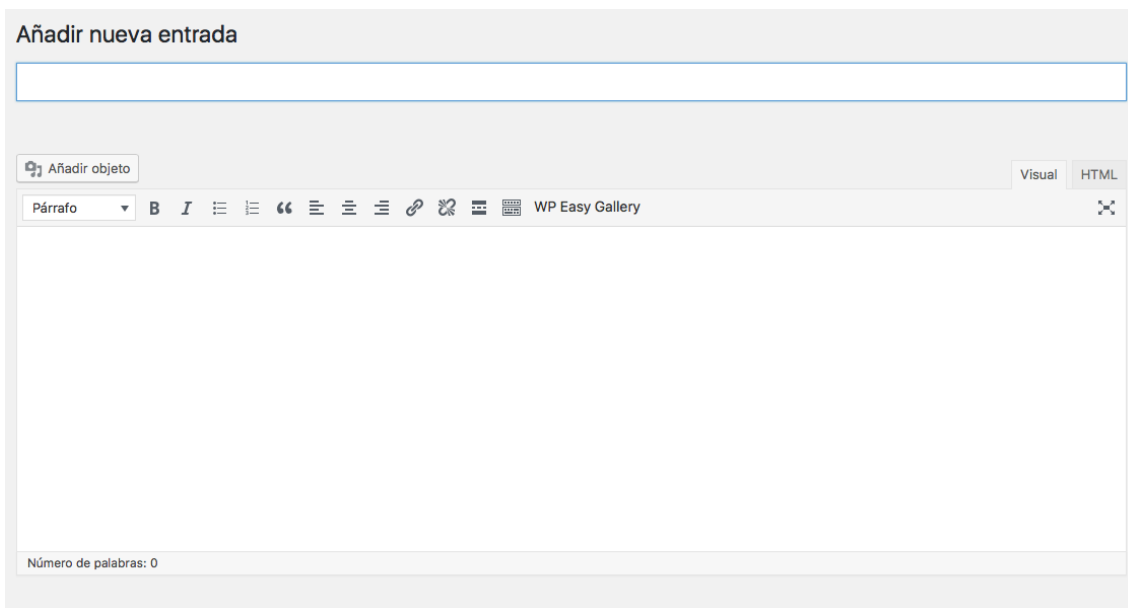 Añadir nueva entrada
Añadir objeto
Visual HTML
Párrafo B I WP Easy Gallery
Número de palabras: 0